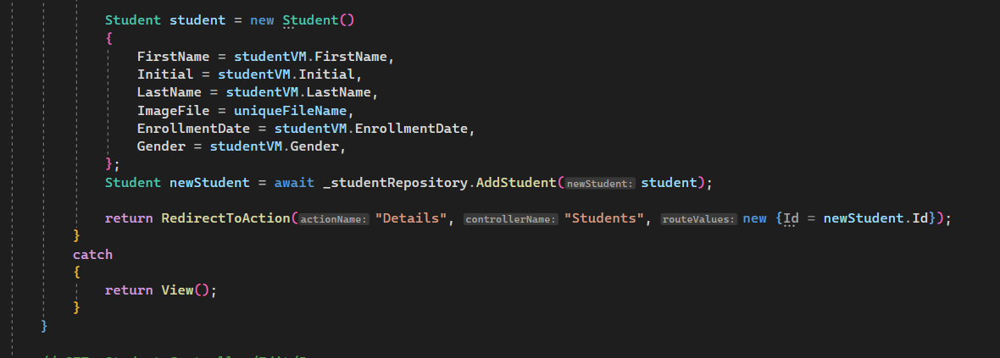 Student student = new Student()
{
FirstName = studentVM.FirstName,
Initial = studentVM.Initial,
LastName = studentVM.LastName,
ImageFile = uniqueFileName,
EnrollmentDate = studentVM.EnrollmentDate,
Gender = studentVM.Gender,
};
Student newStudent = await _studentRepository.AddStudent(newStudent: student);
return RedirectToAction(actionName: "Details", controllerName: "Students", routeValues: new {Id = newStudent.Id});
}
catch
{
return View();
}
}